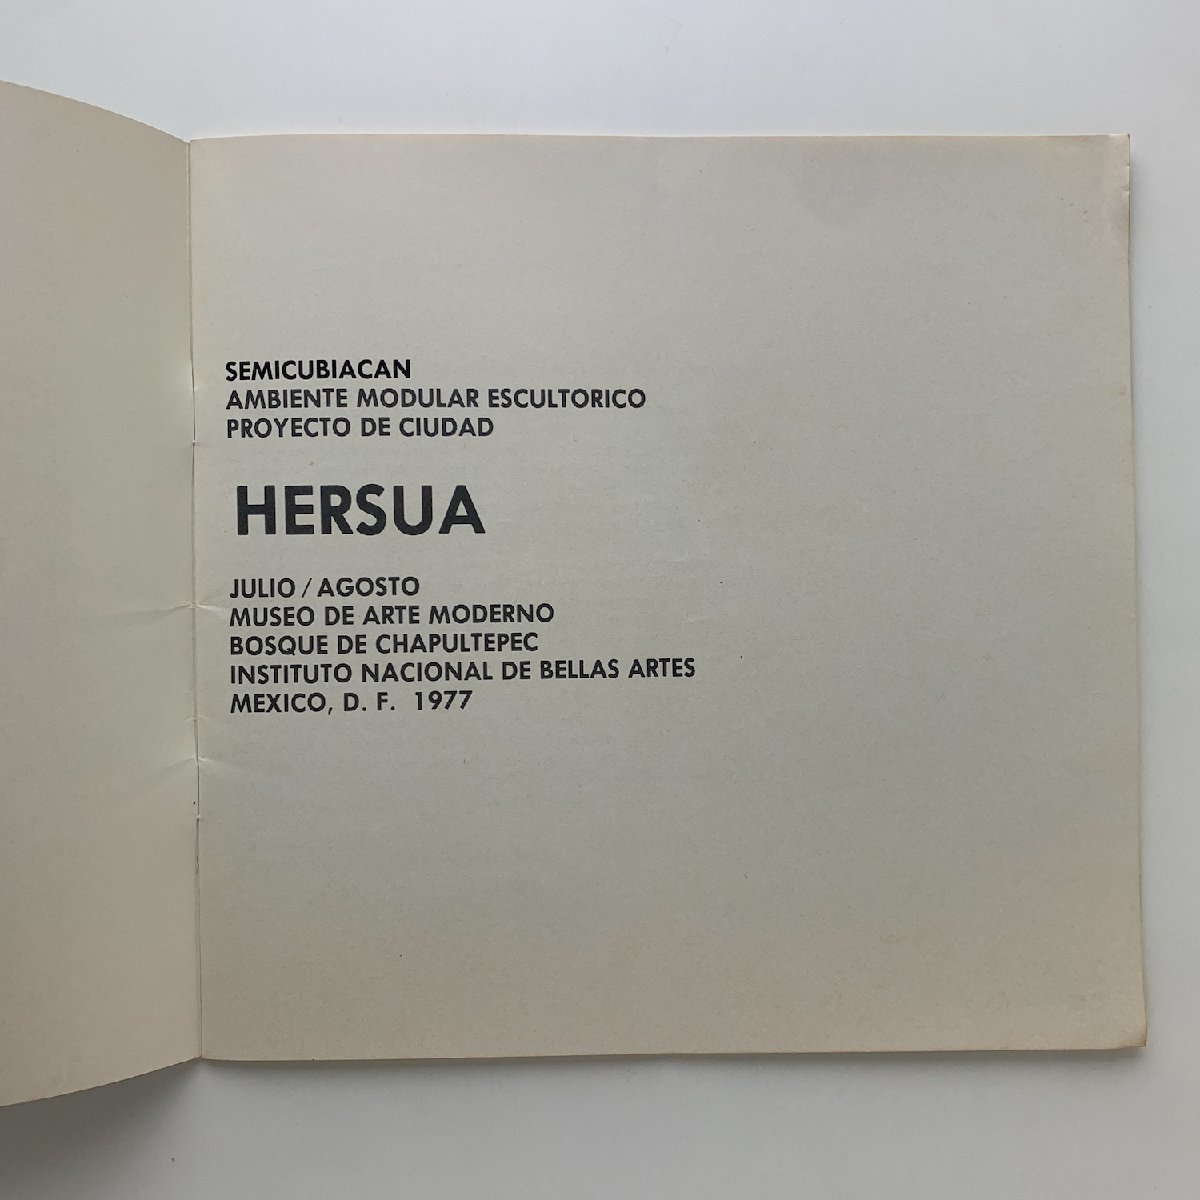 SEMICUBIACAN
AMBIENTE MODULAR ESCULTORICO
PROYECTO DE CIUDAD
HERSUA
JULIO / AGOSTO
MUSEO DE ARTE MODERNO
BOSQUE DE CHAPULTEPEC
INSTITUTO NACIONAL DE BELLAS ARTES
MEXICO, D. F. 1977